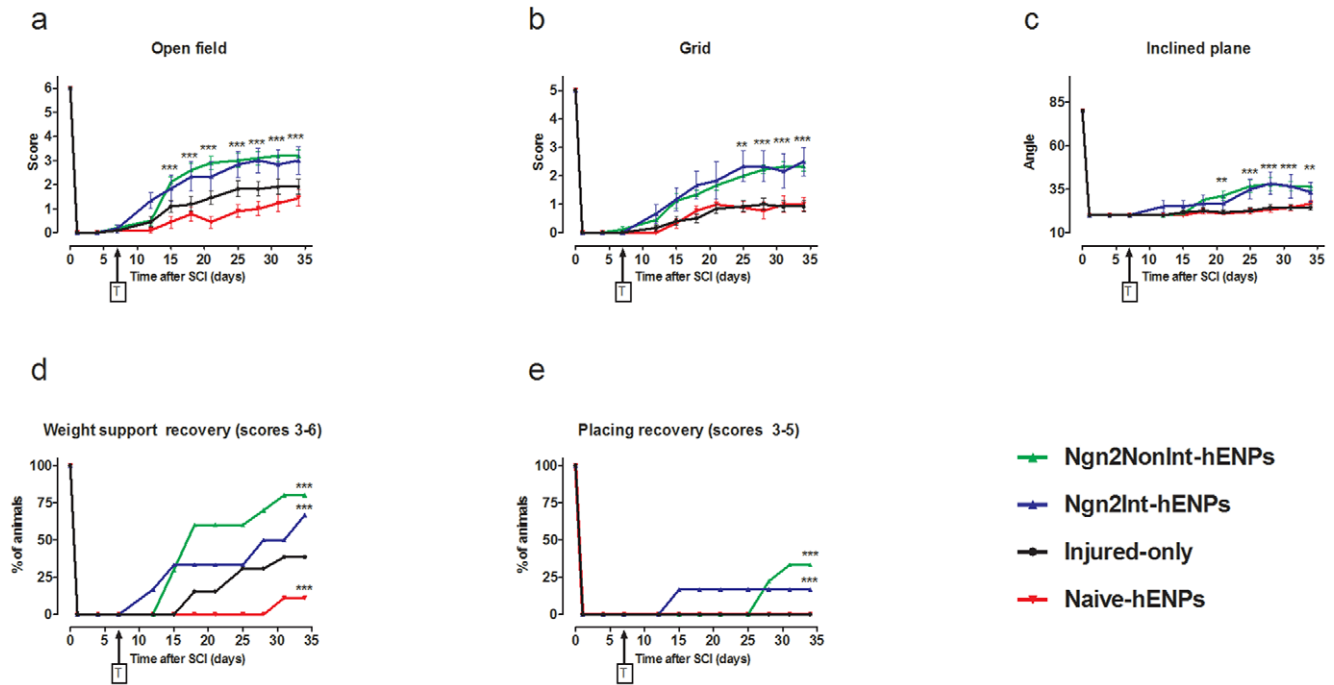 a
Open field
Score
6
5
4
3
2
1
0
*** *** *** *** *** *** ***
0 5 10 15 20 25 30 35
Time after SCI (days)
T
b
Grid
Score
5
4
3
2
1
0
** *** *** ***
0 5 10 15 20 25 30 35
Time after SCI (days)
T
c
Inclined plane
Angle
85
60
35
10
** *** *** *** **
0 5 10 15 20 25 30 35
Time after SCI (days)
T
d
Weight support recovery (scores 3-6)
% of animals
100
75
50
25
0
***
***
***
0 5 10 15 20 25 30 35
Time after SCI (days)
T
e
Placing recovery (scores 3-5)
% of animals
100
75
50
25
0
***
***
0 5 10 15 20 25 30 35
Time after SCI (days)
T
Ngn2NonInt-hENPs
Ngn2Int-hENPs
Injured-only
Naive-hENPs